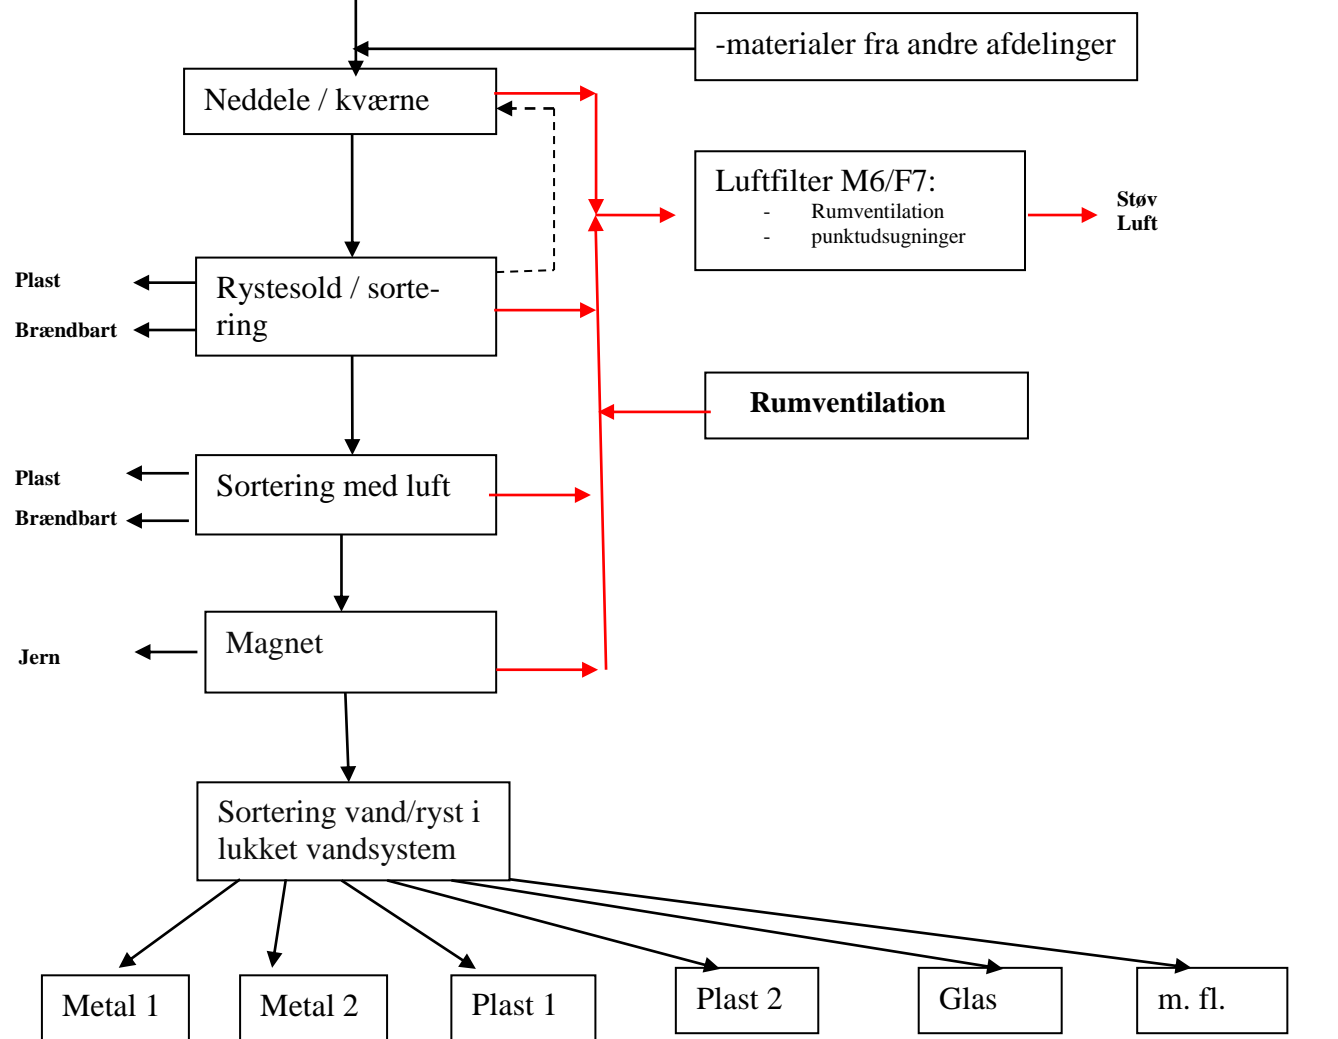 -materialer fra andre afdelinger
Neddele / kværne
Luftfilter M6/F7:
- Rumventilation
- punktudsugninger
Støv
Luft
Plast
Brændbart
Rystesold / sorte-
ring
Rumventilation
Plast
Brændbart
Sortering med luft
Jern
Magnet
Sortering vand/ryst i
lukket vandsystem
Metal 1
Metal 2
Plast 1
Plast 2
Glas
m. fl.